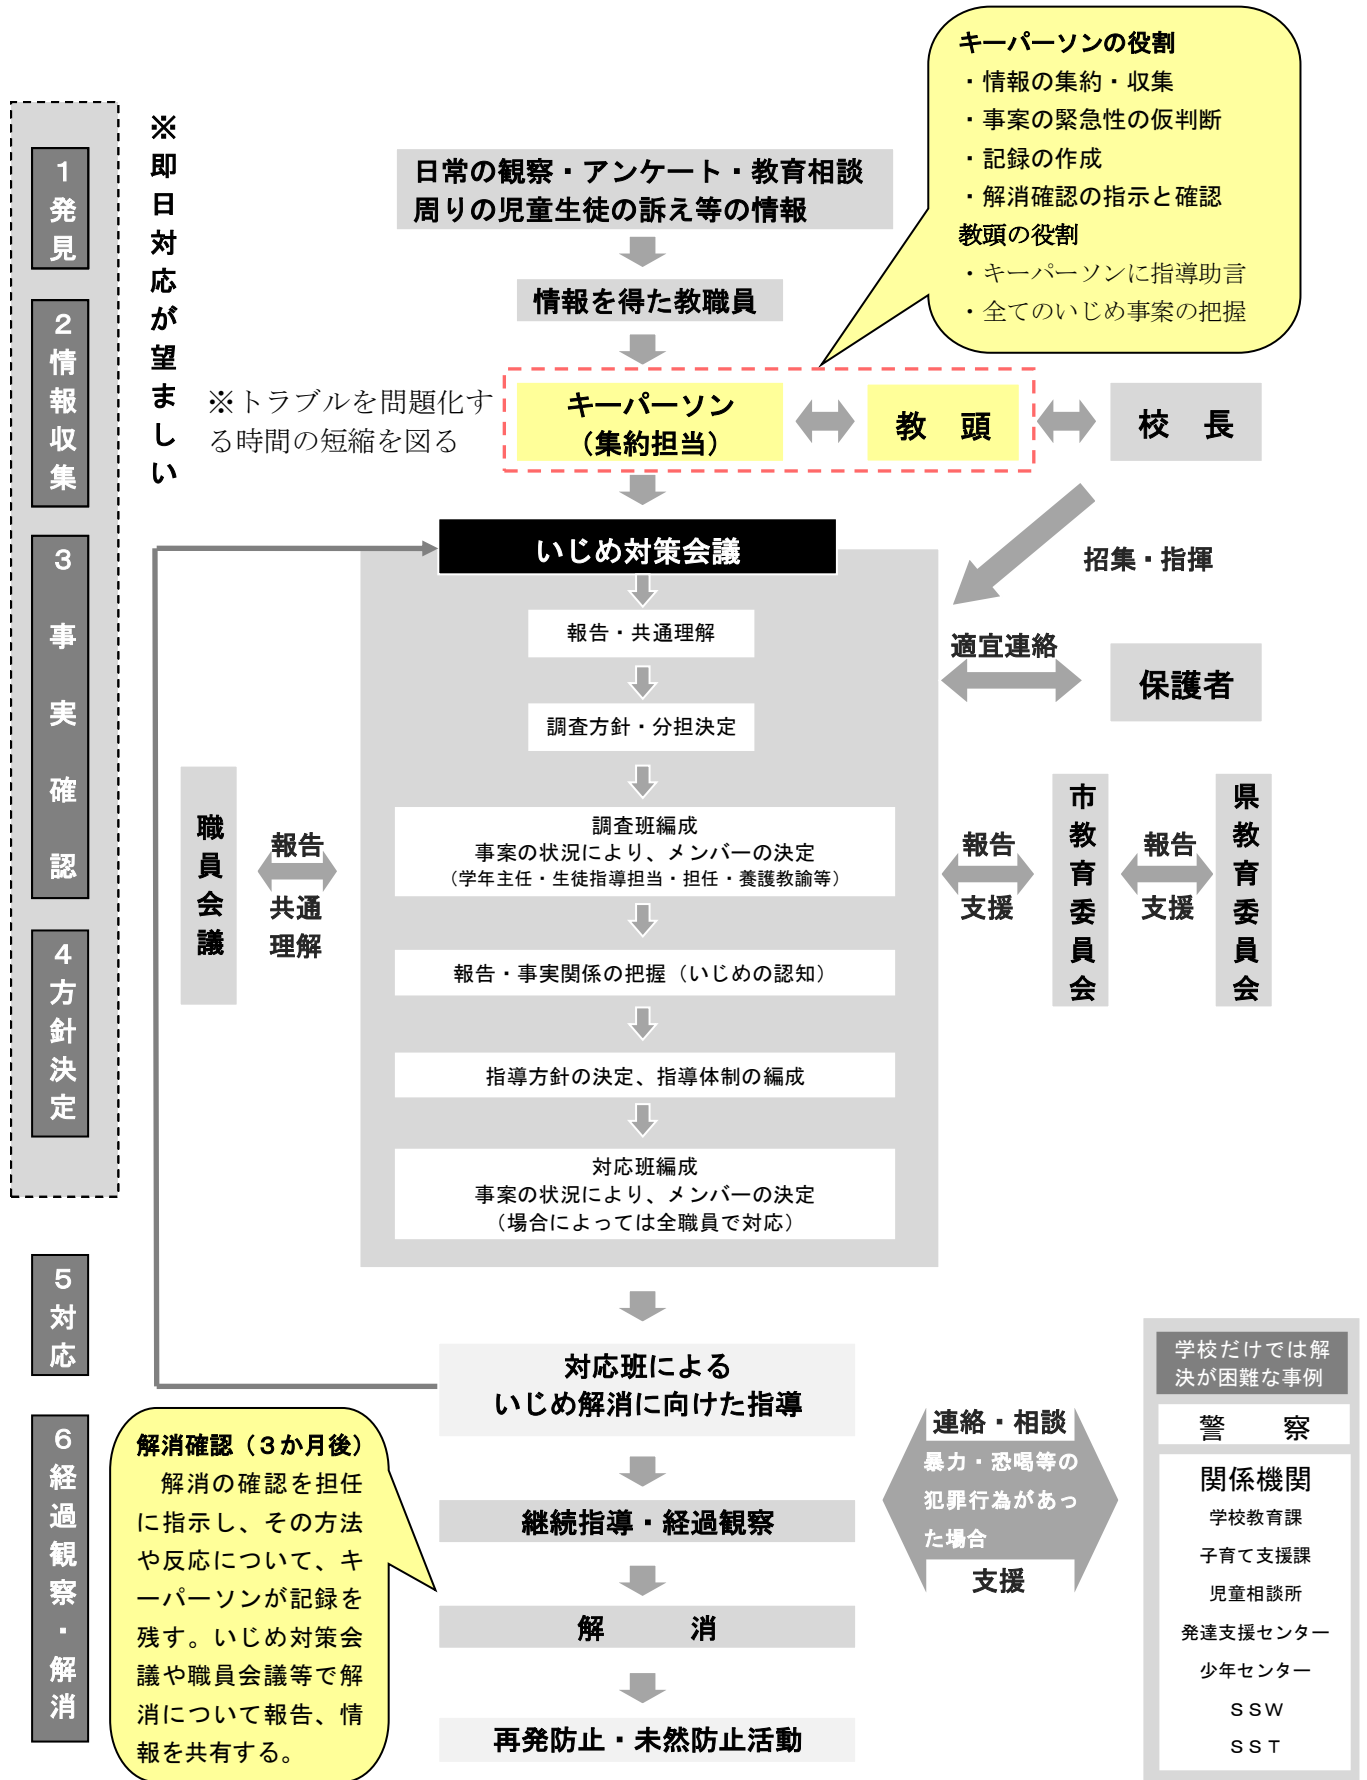 キーパーソンの役割
・情報の集約・収集
・事案の緊急性の仮判断
・記録の作成
・解消確認の指示と確認
教頭の役割
・キーパーソンに指導助言
・全てのいじめ事案の把握
1発見
2情報収集
3事実確認
4方針決定
5対応
6経過観察・解消
※即日対応が望ましい
日常の観察・アンケート・教育相談
周りの児童生徒の訴え等の情報
情報を得た教職員
※トラブルを問題化す
る時間の短縮を図る
キーパーソン
（集約担当）
教　頭
校　長
いじめ対策会議
招集・指揮
報告・共通理解
適宜連絡
保護者
調査方針・分担決定
職員会議
報告
共通
理解
調査班編成
事案の状況により、メンバーの決定
（学年主任・生徒指導担当・担任・養護教諭等）
報告
支援
市教育委員会
報告
支援
県教育委員会
報告・事実関係の把握（いじめの認知）
指導方針の決定、指導体制の編成
対応班編成
事案の状況により、メンバーの決定
（場合によっては全職員で対応）
対応班による
いじめ解消に向けた指導
継続指導・経過観察
解　　消
再発防止・未然防止活動
解消確認（３か月後）
解消の確認を担任
に指示し、その方法
や反応について、キ
ーパーソンが記録を
残す。いじめ対策会
議や職員会議等で解
消について報告、情
報を共有する。
連絡・相談
暴力・恐喝等の
犯罪行為があっ
た場合
支援
学校だけでは解
決が困難な事例
警　　察
関係機関
学校教育課
子育て支援課
児童相談所
発達支援センター
少年センター
ＳＳＷ
ＳＳＴ